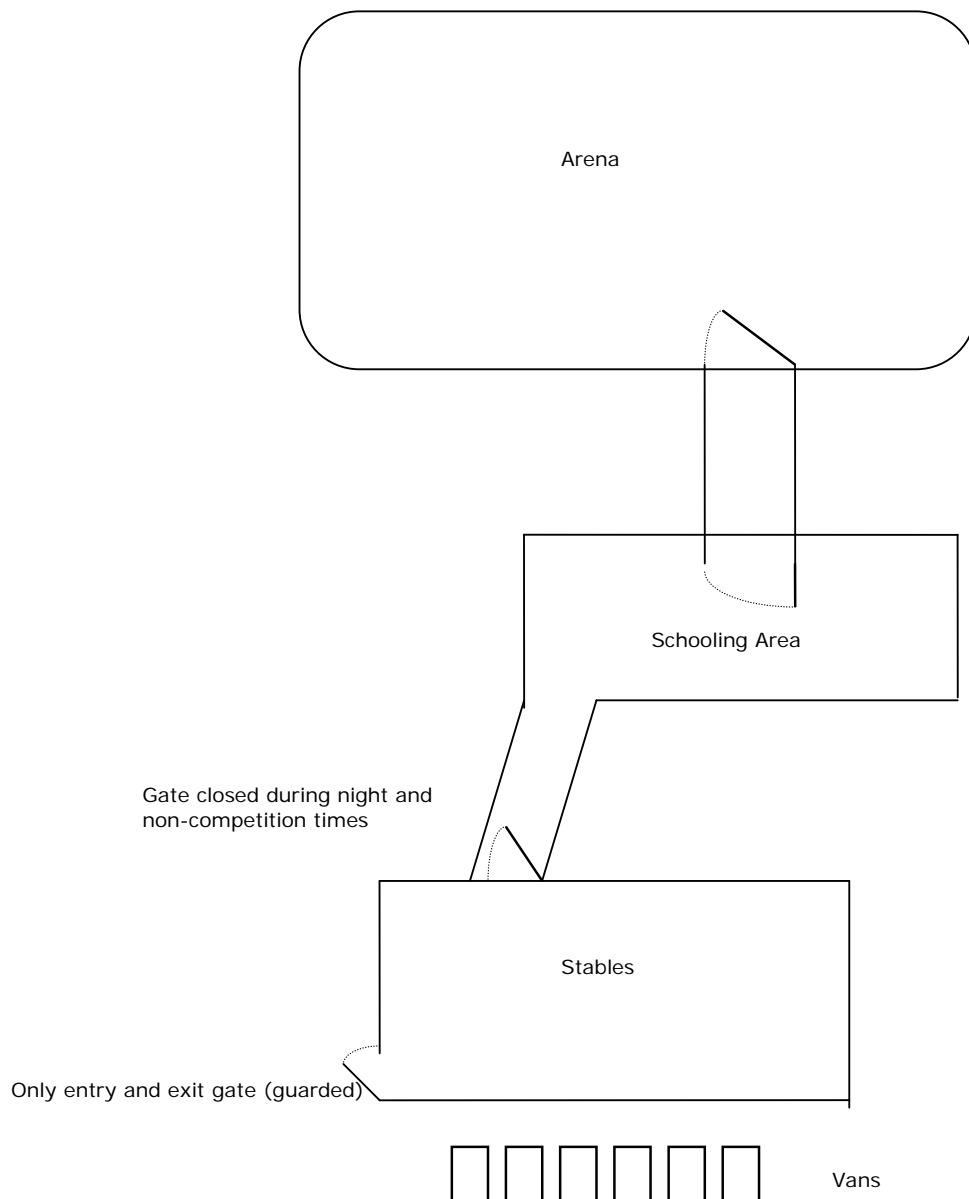 Arena
Schooling Area
Gate closed during night and
non-competition times
Stables
Only entry and exit gate (guarded)
Vans